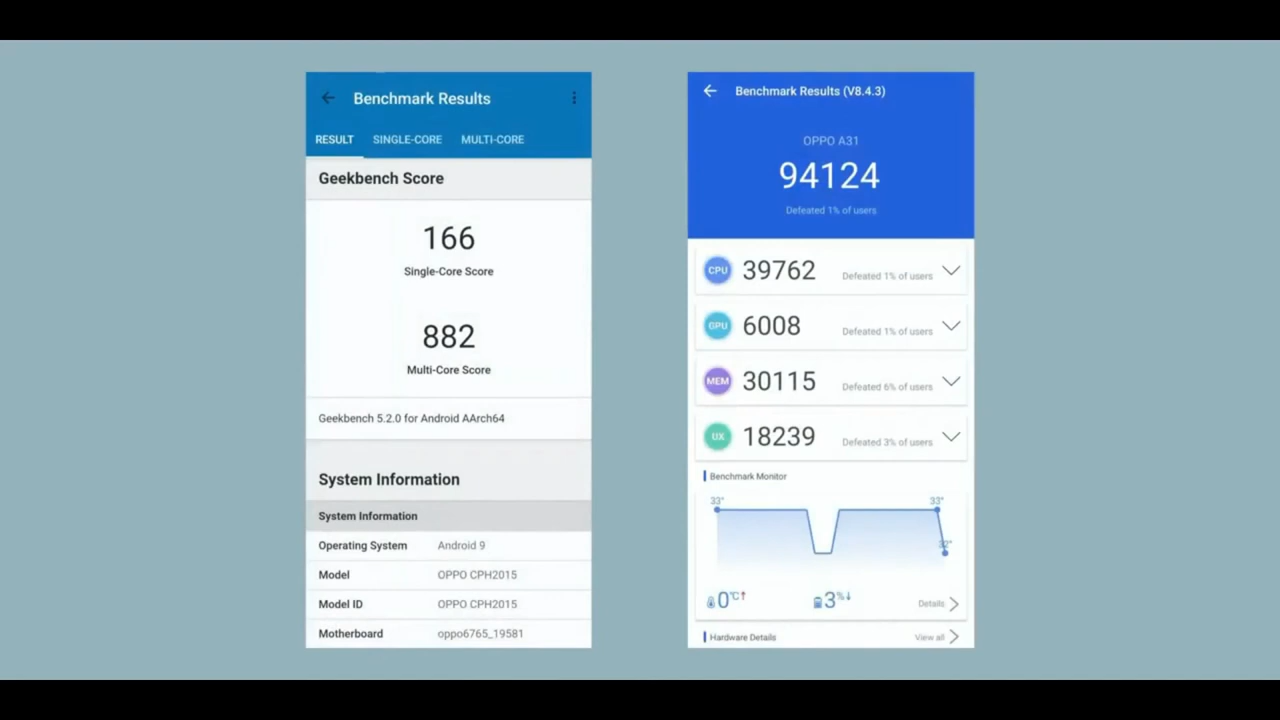 Benchmark Results
RESULT SINGLE-CORE MULTI-CORE
Geekbench Score
166
Single-Core Score
882
Multi-Core Score
Geekbench 5.2.0 for Android AArch64
System Information
System Information
Operating System Android 9
Model OPPO CPH2015
Model ID OPPO CPH2015
Motherboard oppo6765_19581
Benchmark Results (V8.4.3)
OPPO A31
94124
Defeated 1% of users
CPU 39762 Defeated 1% of users
GPU 6008 Defeated 1% of users
MEM 30115 Defeated 6% of users
UX 18239 Defeated 3% of users
Benchmark Monitor
33° 33°
32°
0°C↑ 3%↓ Details
Hardware Details View all